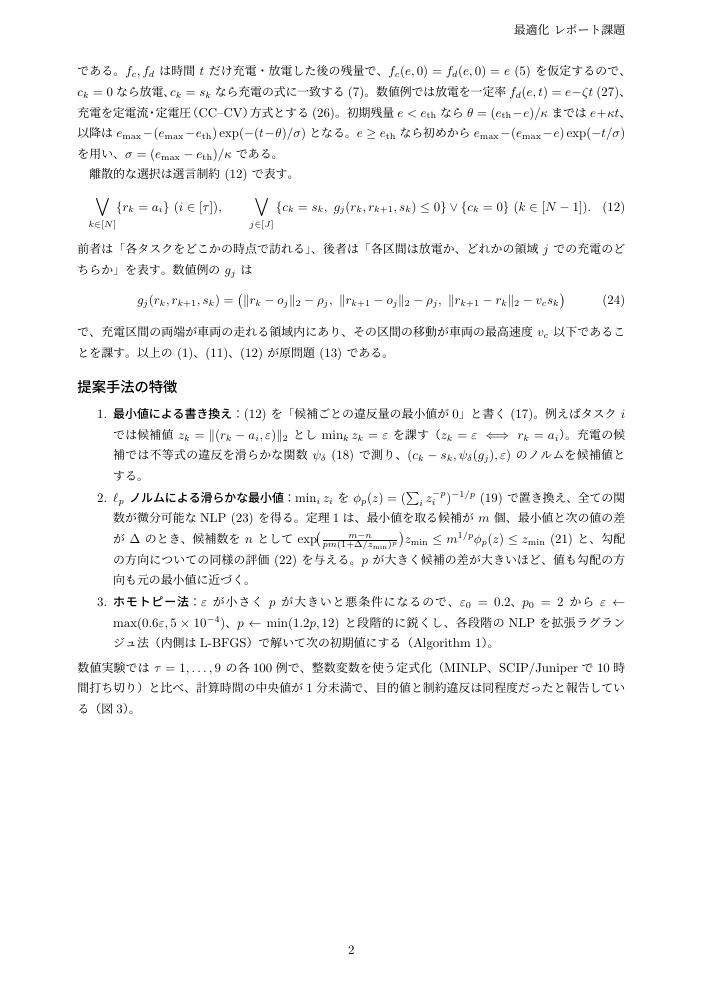 最適化 レポート課題
である。f_c, f_d は時間 t だけ充電・放電した後の残量で、f_c(e, 0) = f_d(e, 0) = e (5) を仮定するので、
c_k = 0 なら放電、c_k = s_k なら充電の式に一致する (7)。数値例では放電を一定率 f_d(e, t) = e−ζt (27)、
充電を定電流・定電圧（CC–CV）方式とする (26)。初期残量 e < e_th なら θ = (e_th−e)/κ までは e+κt、
以降は e_max−(e_max−e_th) exp(−(t−θ)/σ) となる。e ≥ e_th なら初めから e_max−(e_max−e) exp(−t/σ)
を用い、σ = (e_max − e_th)/κ である。
離散的な選択は選言制約 (12) で表す。
⋁_{k∈[N]} {r_k = a_i} (i ∈ [τ]), ⋁_{j∈[J]} {c_k = s_k, g_j(r_k, r_{k+1}, s_k) ≤ 0} ∨ {c_k = 0} (k ∈ [N − 1]). (12)
前者は「各タスクをどこかの時点で訪れる」、後者は「各区間は放電か、どれかの領域 j での充電のど
ちらか」を表す。数値例の g_j は
g_j(r_k, r_{k+1}, s_k) = (‖r_k − o_j‖_2 − ρ_j, ‖r_{k+1} − o_j‖_2 − ρ_j, ‖r_{k+1} − r_k‖_2 − v_c s_k) (24)
で、充電区間の両端が車両の走れる領域内にあり、その区間の移動が車両の最高速度 v_c 以下であるこ
とを課す。以上の (1)、(11)、(12) が原問題 (13) である。
提案手法の特徴
1. 最小値による書き換え：(12) を「候補ごとの違反量の最小値が 0」と書く (17)。例えばタスク i
では候補値 z_k = ‖(r_k − a_i, ε)‖_2 とし min_k z_k = ε を課す（z_k = ε ⟺ r_k = a_i）。充電の候
補では不等式の違反を滑らかな関数 ψ_δ (18) で測り、(c_k − s_k, ψ_δ(g_j), ε) のノルムを候補値と
する。
2. ℓ_p ノルムによる滑らかな最小値：min_i z_i を ϕ_p(z) = (∑_i z_i^{−p})^{−1/p} (19) で置き換え、全ての関
数が微分可能な NLP (23) を得る。定理 1 は、最小値を取る候補が m 個、最小値と次の値の差
が Δ のとき、候補数を n として exp(\frac{m−n}{pm(1+Δ/z_min)^p}) z_min ≤ m^{1/p}ϕ_p(z) ≤ z_min (21) と、勾配
の方向についての同様の評価 (22) を与える。p が大きく候補の差が大きいほど、値も勾配の方
向も元の最小値に近づく。
3. ホモトピー法：ε が小さく p が大きいと悪条件になるので、ε_0 = 0.2、p_0 = 2 から ε ←
max(0.6ε, 5 × 10^{−4})、p ← min(1.2p, 12) と段階的に鋭くし、各段階の NLP を拡張ラグラン
ジュ法（内側は L-BFGS）で解いて次の初期値にする（Algorithm 1）。
数値実験では τ = 1, . . . , 9 の各 100 例で、整数変数を使う定式化（MINLP、SCIP/Juniper で 10 時
間打ち切り）と比べ、計算時間の中央値が 1 分未満で、目的値と制約違反は同程度だったと報告してい
る（図 3）。
2